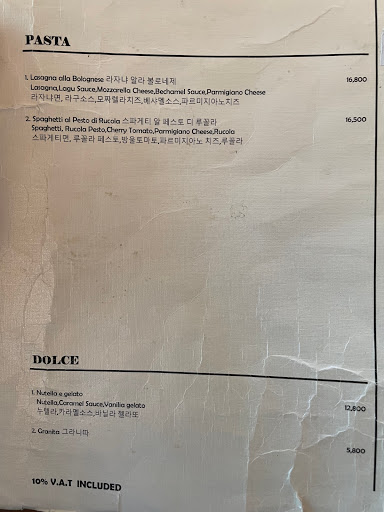 PASTA
1. Lasagna alla Bolognese 라자냐 알라 볼로네제 16,800
Lasagna,Lagu Sauce,Mozzarella Cheese,Bechamel Sauce,Parmigiano Cheese
라자냐면, 라구소스,모짜렐라치즈,베샤멜소스,파르미지아노치즈
2. Spaghetti al Pesto di Rucola 스파게티 알 페스토 디 루꼴라 16,500
Spaghetti, Rucola Pesto,Cherry Tomato,Parmigiano Cheese,Rucola
스파게티면, 루꼴라 페스토,방울토마토,파르미지아노 치즈,루꼴라
DOLCE
1. Nutella e gelato
Nutella,Caramel Sauce,Vanilia gelato 12,800
누텔라,카라멜소스,바닐라 젤라또
2. Granita 그라니따
5,800
10% V.A.T INCLUDED